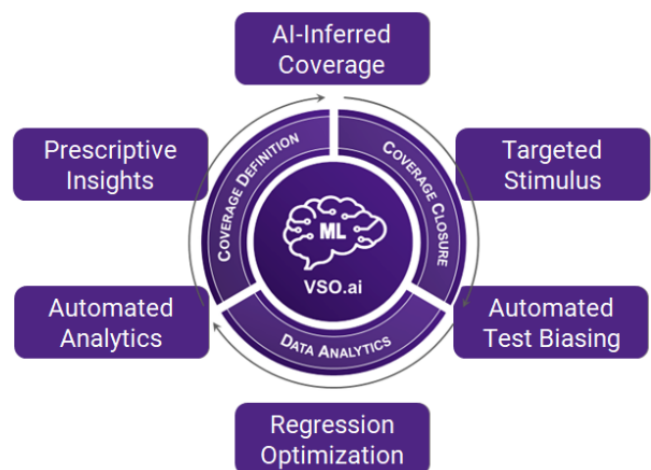 AI-Inferred
Coverage
Prescriptive
Insights
Targeted
Stimulus
COVERAGE DEFINITION
COVERAGE CLOSURE
ML
VSO.ai
Automated
Analytics
Automated
Test Biasing
DATA ANALYTICS
Regression
Optimization